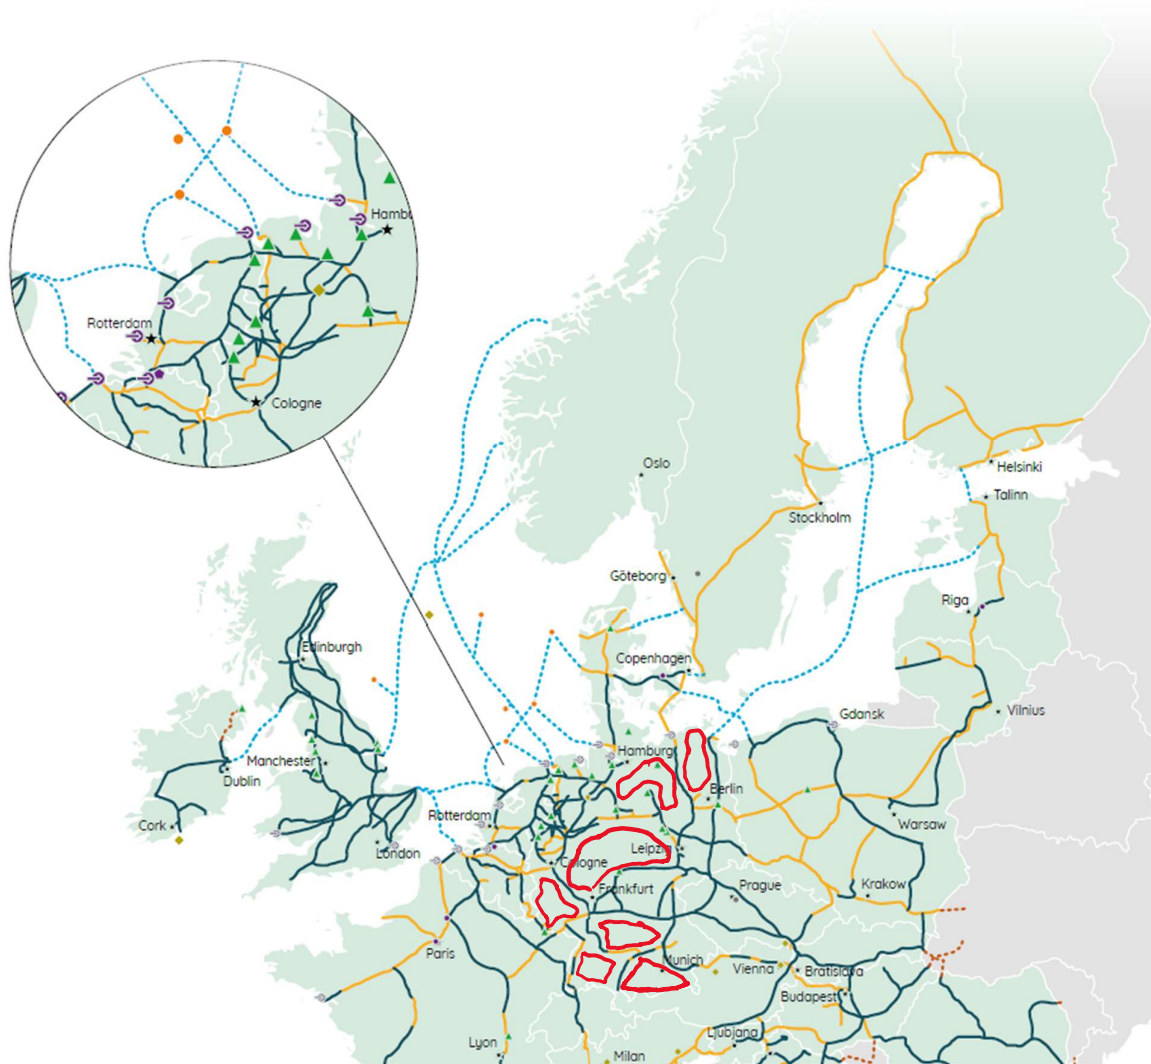 Hambu
Rotterdam
Cologne
Oslo
Helsinki
Talinn
Stockholm
Göteborg
Riga
Copenhagen
Edinburgh
Vilnius
Gdansk
Hamburg
Manchester
Dublin
Berlin
Rotterdam
Cork
London
Warsaw
Leipzig
Cologne
Frankfurt
Prague
Krakow
Paris
Munich
Vienna
Bratislava
Budapest
Ljubjana
Lyon
Milan